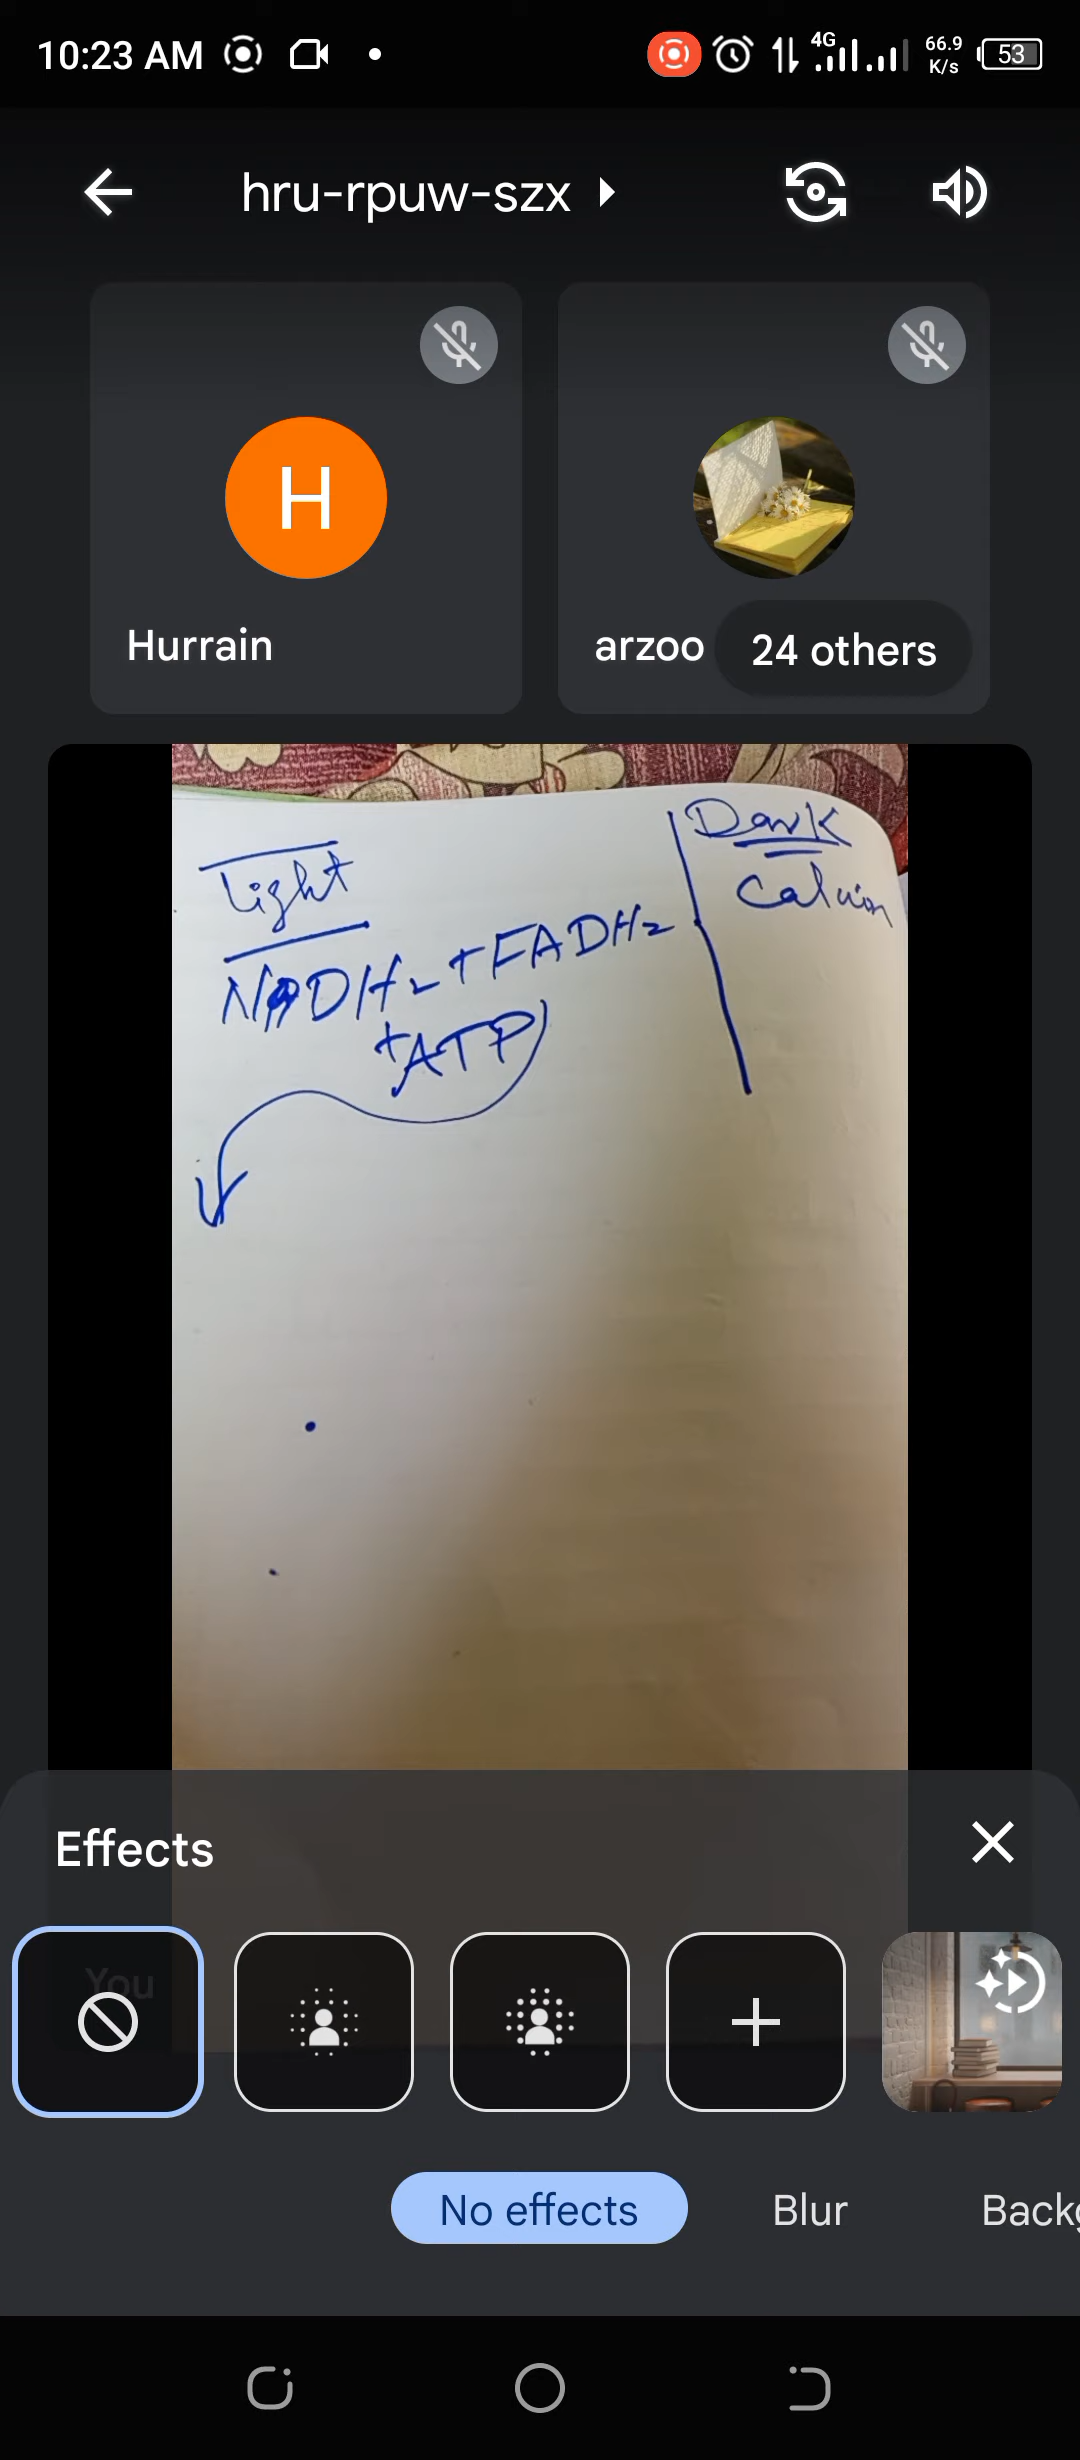 10:23 AM
4G
66.9
K/s
53
hru-rpuw-szx
H
Hurrain
arzoo
24 others
Light
Dark
Calvin
NADH2 + FADH2
+ATP
Effects
You
No effects
Blur
Backg